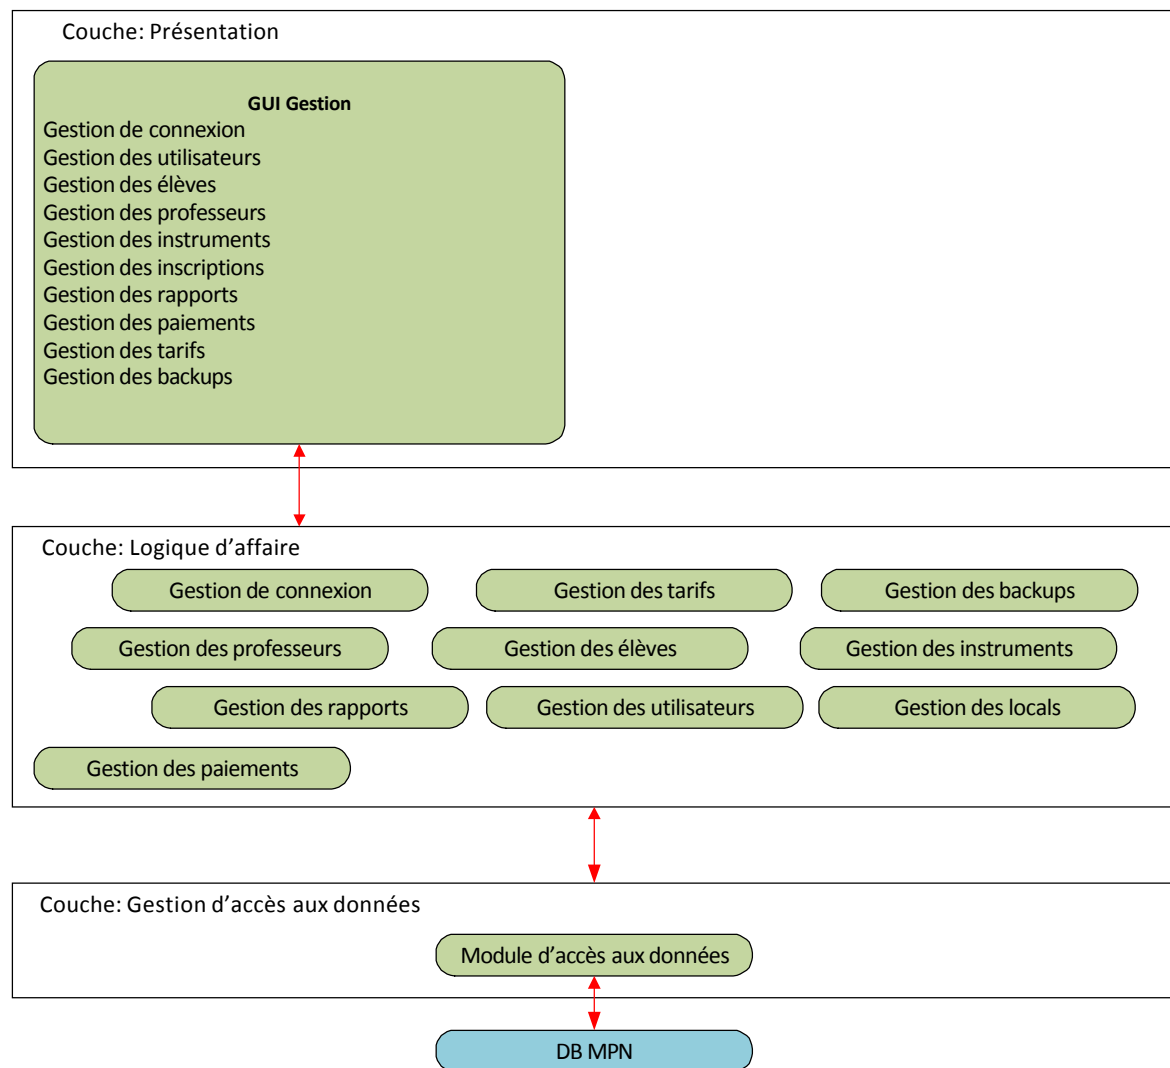 Couche: Présentation
GUI Gestion
Gestion de connexion
Gestion des utilisateurs
Gestion des élèves
Gestion des professeurs
Gestion des instruments
Gestion des inscriptions
Gestion des rapports
Gestion des paiements
Gestion des tarifs
Gestion des backups
Couche: Logique d’affaire
Gestion de connexion
Gestion des tarifs
Gestion des backups
Gestion des professeurs
Gestion des élèves
Gestion des instruments
Gestion des rapports
Gestion des utilisateurs
Gestion des locals
Gestion des paiements
Couche: Gestion d’accès aux données
Module d’accès aux données
DB MPN